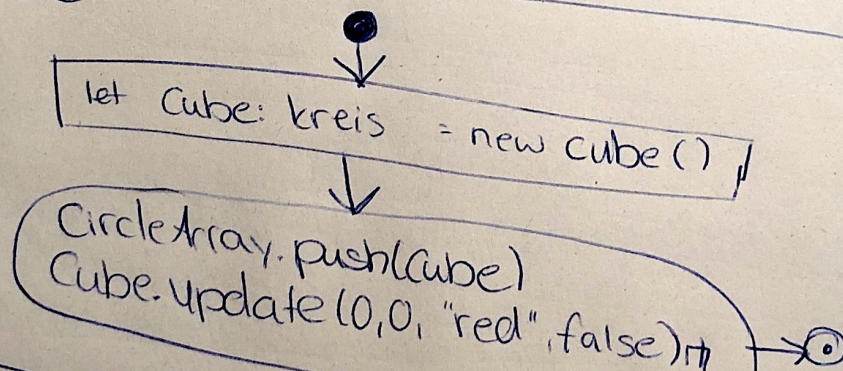 let Cube: kreis = new cube()
CircleArray.push(Cube)
Cube.update(0,0, "red", false)